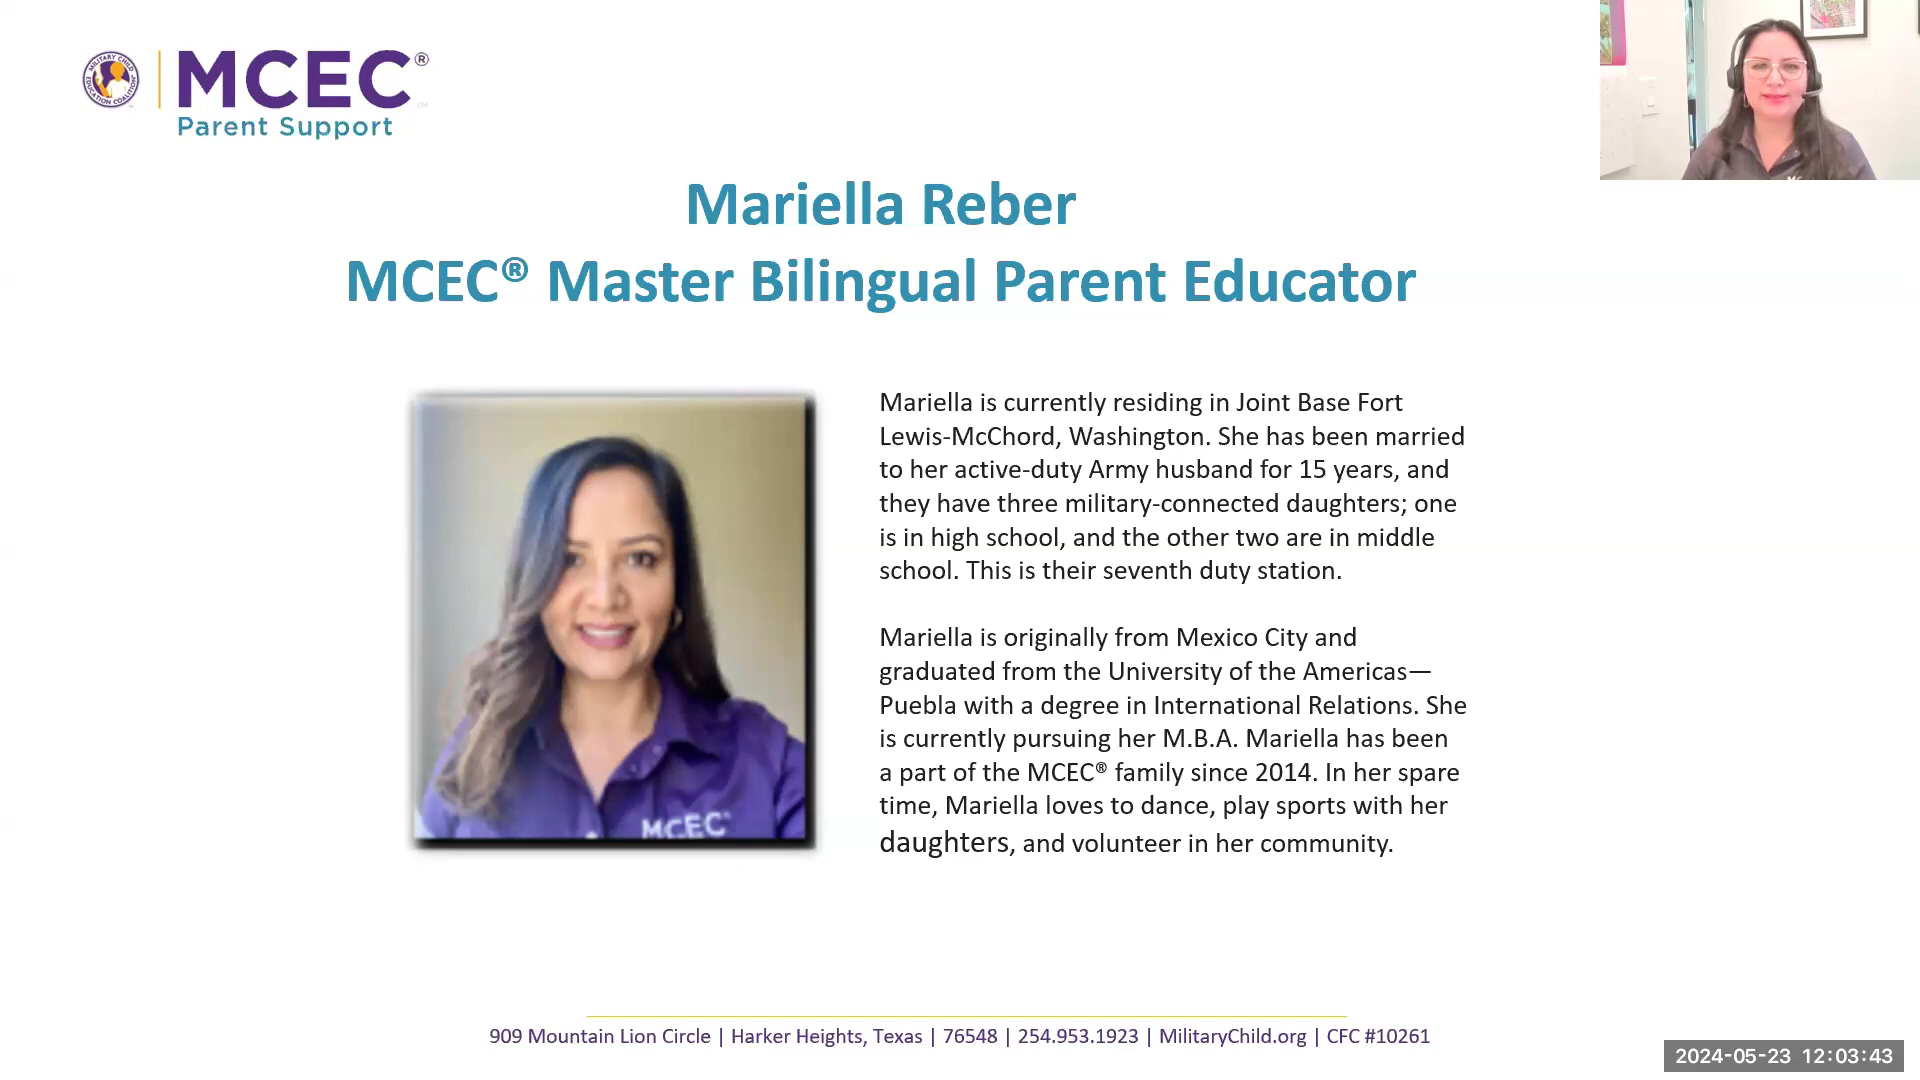 MILITARY CHILD EDUCATION COALITION
MCEC®
Parent Support
Mariella Reber
MCEC® Master Bilingual Parent Educator
Mariella is currently residing in Joint Base Fort
Lewis-McChord, Washington. She has been married
to her active-duty Army husband for 15 years, and
they have three military-connected daughters; one
is in high school, and the other two are in middle
school. This is their seventh duty station.
Mariella is originally from Mexico City and
graduated from the University of the Americas—
Puebla with a degree in International Relations. She
is currently pursuing her M.B.A. Mariella has been
a part of the MCEC® family since 2014. In her spare
time, Mariella loves to dance, play sports with her
daughters, and volunteer in her community.
MCEC
909 Mountain Lion Circle | Harker Heights, Texas | 76548 | 254.953.1923 | MilitaryChild.org | CFC #10261
2024-05-23 12:03:43